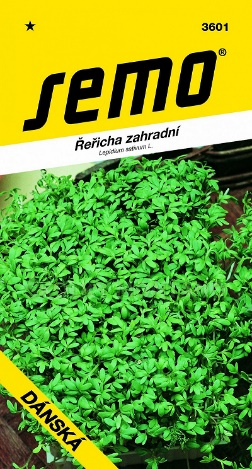 ★ 3601
semo®
Řeřicha zahradní
Lepidium sativum L.
DÁNSKÁ